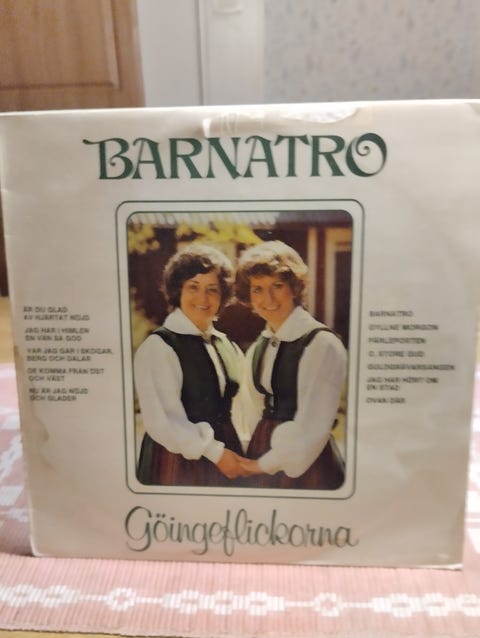 BARNATRO
ÄR DU GLAD
AV HJÄRTAT NÖJD
JAG HAR I HIMLEN
EN VÄN SÅ GOD
VAR JAG GÅR I SKOGAR,
BERG OCH DALAR
DE KOMMA FRÅN ÖST
OCH VÄST
NU ÄR JAG NÖJD
OCH GLADER
BARNATRO
GYLLNE MORGON
PÄRLEPORTEN
O, STORE GUD
GULDGRÄVARSÅNGEN
JAG HAR HÖRT OM
EN STAD
OVAN DÄR
Göingeflickorna